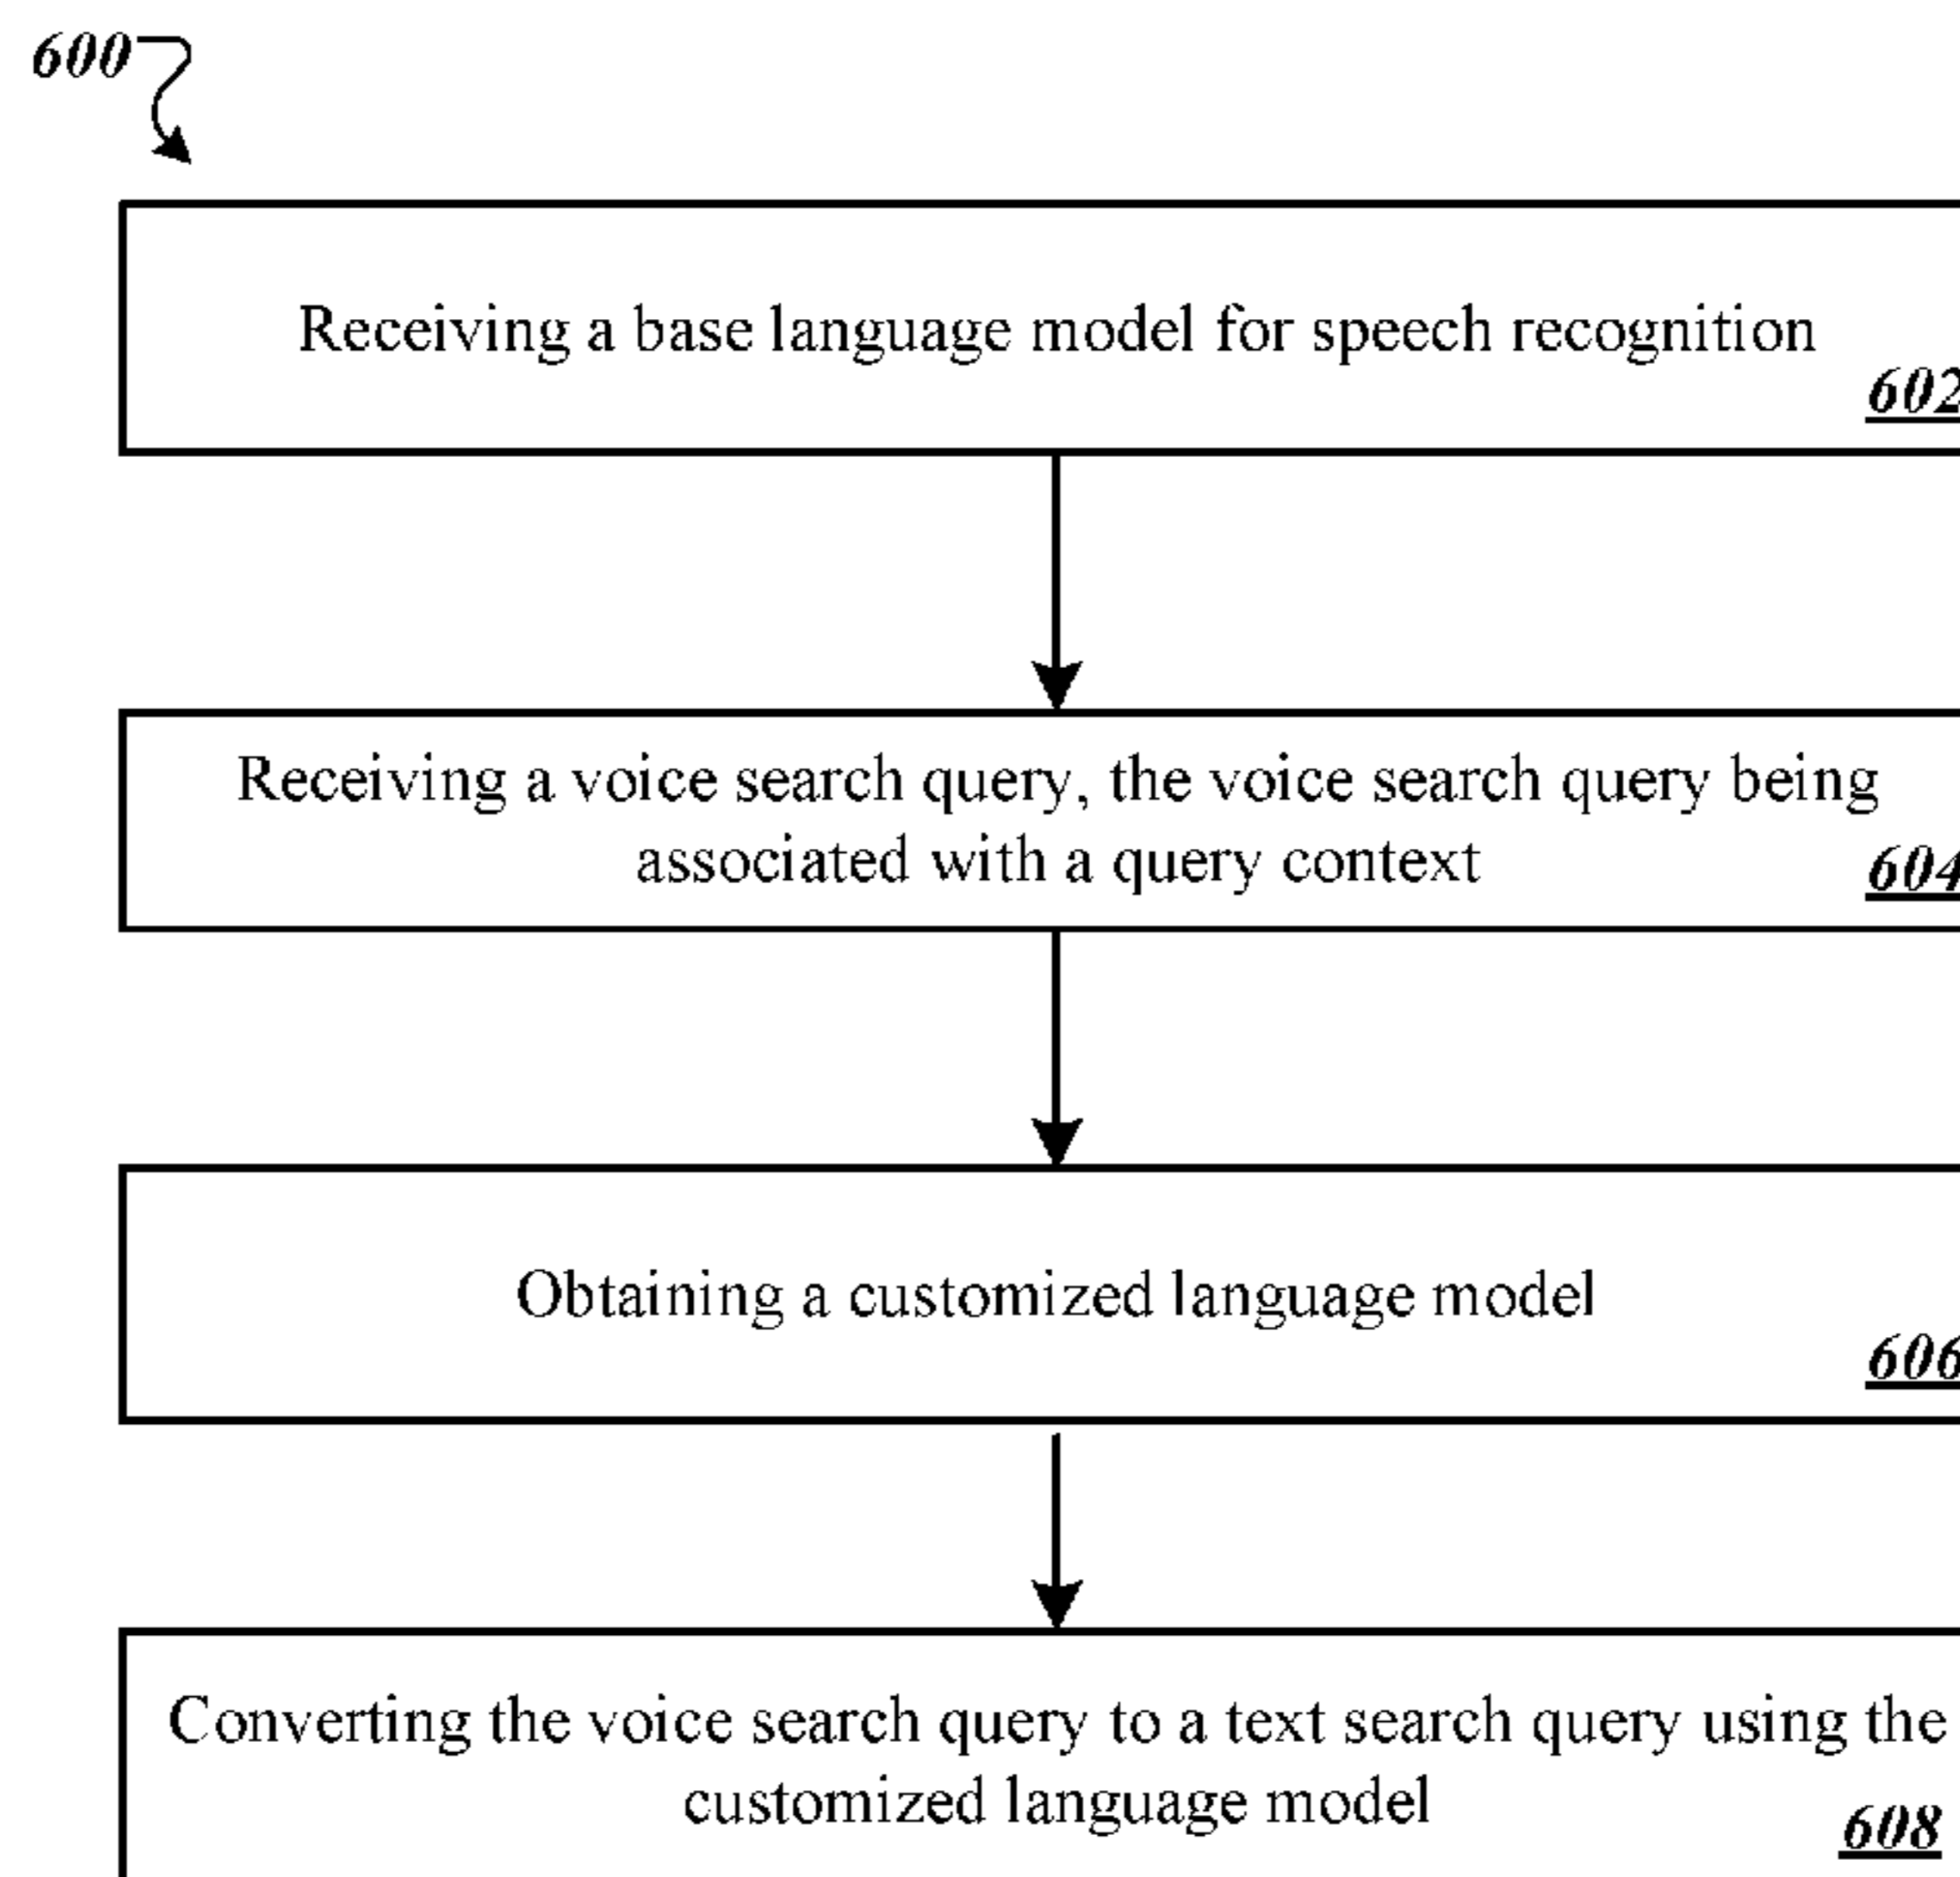 600
Receiving a base language model for speech recognition
602
Receiving a voice search query, the voice search query being
associated with a query context
604
Obtaining a customized language model
606
Converting the voice search query to a text search query using the
customized language model
608